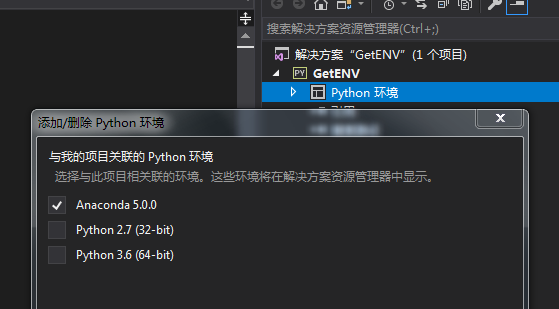 搜索解决方案资源管理器(Ctrl+;)
解决方案"GetENV"(1 个项目)
PY GetENV
Python 环境
添加/删除 Python 环境
与我的项目关联的 Python 环境
选择与此项目相关联的环境。这些环境将在解决方案资源管理器中显示。
Anaconda 5.0.0
Python 2.7 (32-bit)
Python 3.6 (64-bit)